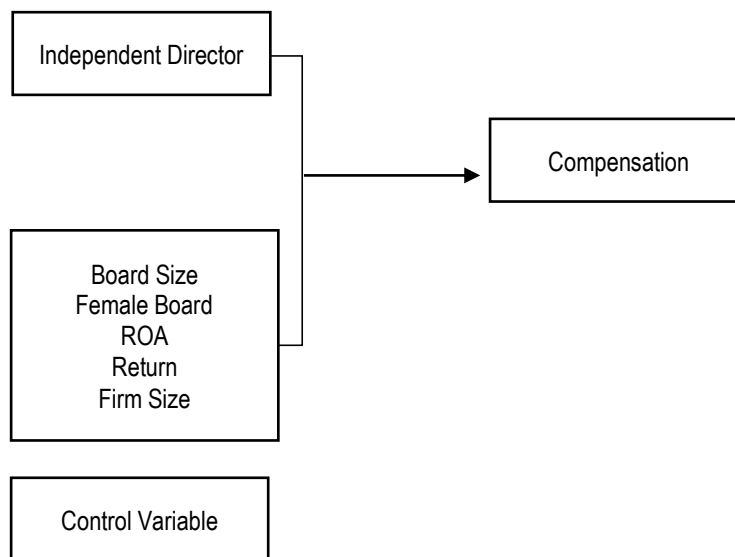 Independent Director
Compensation
Board Size
Female Board
ROA
Return
Firm Size
Control Variable